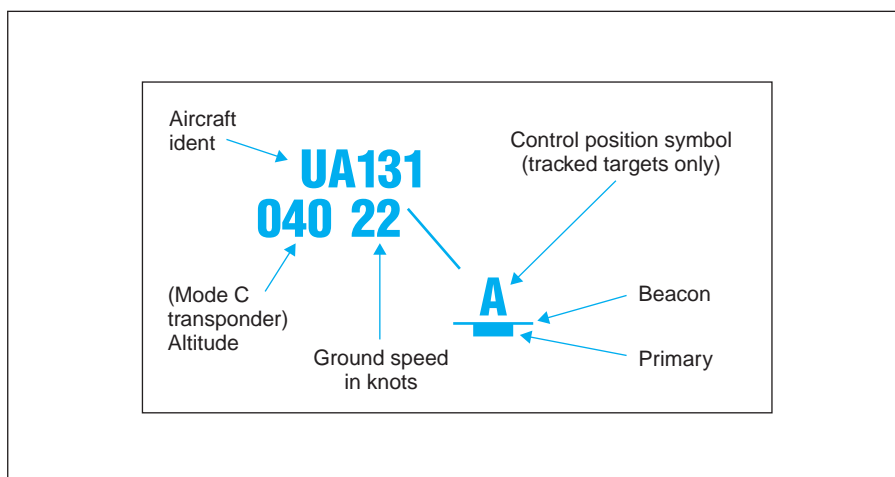 Aircraft
ident
UA131
040 22
(Mode C
transponder)
Altitude
Ground speed
in knots
Control position symbol
(tracked targets only)
A
Beacon
Primary